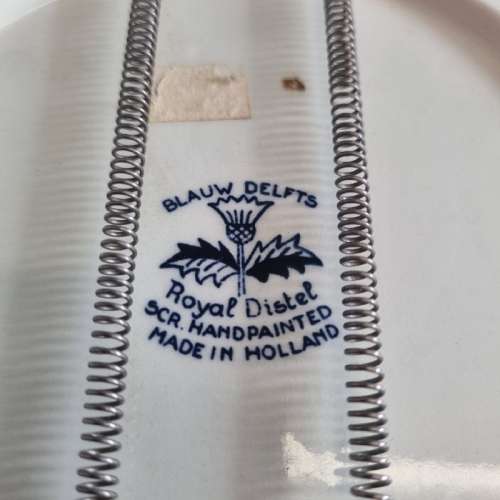 BLAUW DELFTS
Royal Distel
SCR. HANDPAINTED
MADE IN HOLLAND